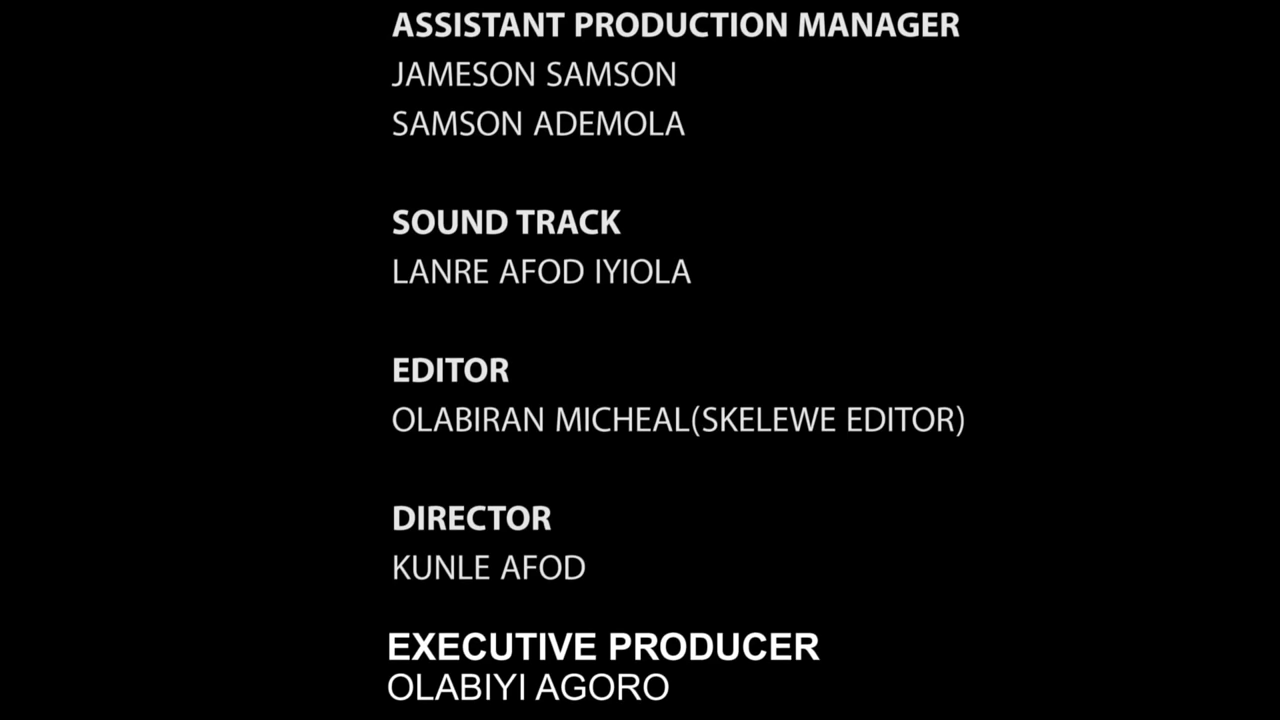 ASSISTANT PRODUCTION MANAGER
JAMESON SAMSON
SAMSON ADEMOLA
SOUND TRACK
LANRE AFOD IYIOLA
EDITOR
OLABIRAN MICHEAL(SKELEWE EDITOR)
DIRECTOR
KUNLE AFOD
EXECUTIVE PRODUCER
OLABIYI AGORO